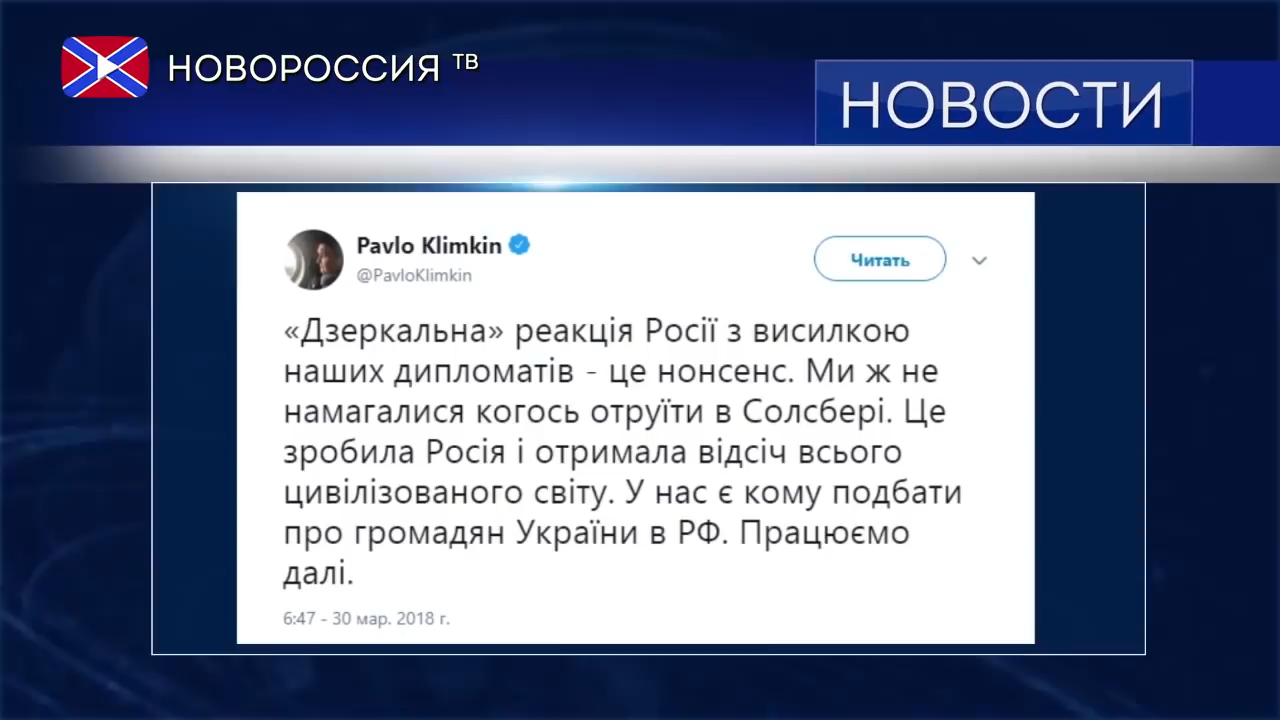 НОВОРОССИЯ ТВ
НОВОСТИ
Pavlo Klimkin
@PavloKlimkin
Читать
«Дзеркальна» реакція Росії з висилкою
наших дипломатів - це нонсенс. Ми ж не
намагалися когось отруїти в Солсбері. Це
зробила Росія і отримала відсіч всього
цивілізованого світу. У нас є кому подбати
про громадян України в РФ. Працюємо
далі.
6:47 - 30 мар. 2018 г.